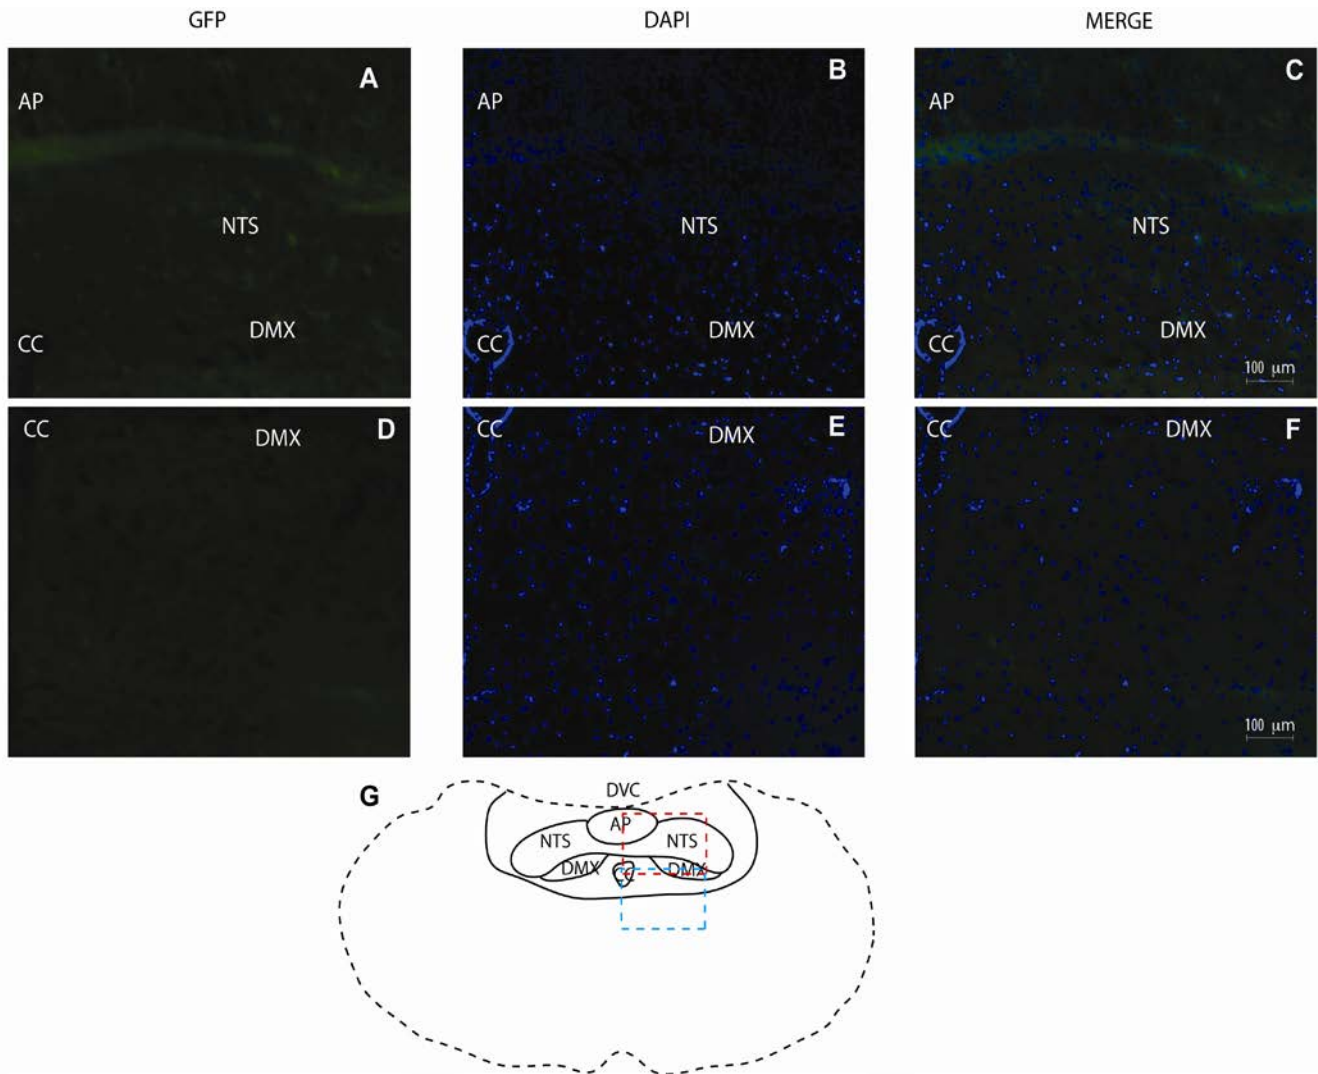 GFP DAPI MERGE
A B C
AP AP AP
NTS NTS NTS
DMX DMX DMX
CC CC CC
100 µm
CC DMX D CC DMX E CC DMX F
100 µm
G
DVC
AP
NTS NTS
DMX CC DMX